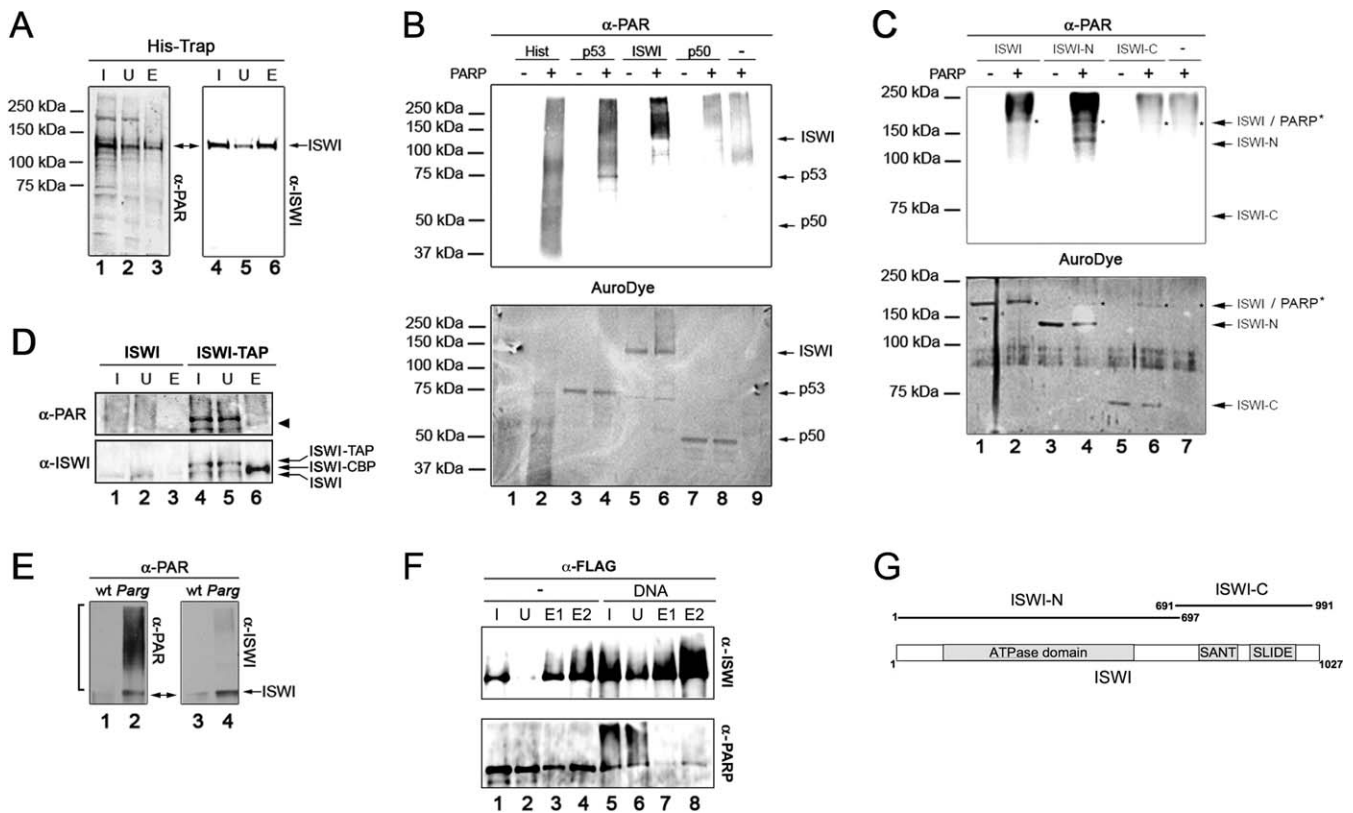 A
His-Trap
I U E I U E
250 kDa
150 kDa
100 kDa
75 kDa
α-PAR
α-ISWI
ISWI
1 2 3 4 5 6
B
α-PAR
Hist p53 ISWI p50 -
PARP - + - + - + - + +
250 kDa
150 kDa
100 kDa
75 kDa
50 kDa
37 kDa
ISWI
p53
p50
AuroDye
250 kDa
150 kDa
100 kDa
75 kDa
50 kDa
37 kDa
ISWI
p53
p50
1 2 3 4 5 6 7 8 9
C
α-PAR
ISWI ISWI-N ISWI-C -
PARP - + - + - + +
250 kDa
150 kDa
100 kDa
75 kDa
ISWI / PARP*
ISWI-N
ISWI-C
AuroDye
250 kDa
150 kDa
100 kDa
75 kDa
ISWI / PARP*
ISWI-N
ISWI-C
1 2 3 4 5 6 7
D
ISWI ISWI-TAP
I U E I U E
α-PAR
α-ISWI
ISWI-TAP
ISWI-CBP
ISWI
1 2 3 4 5 6
E
α-PAR
wt Parg wt Parg
α-PAR
α-ISWI
ISWI
1 2 3 4
F
α-FLAG
- DNA
I U E1 E2 I U E1 E2
α-ISWI
α-PARP
1 2 3 4 5 6 7 8
G
ISWI-N
ISWI-C
691 991
1 697
ATPase domain SANT SLIDE
1 1027
ISWI